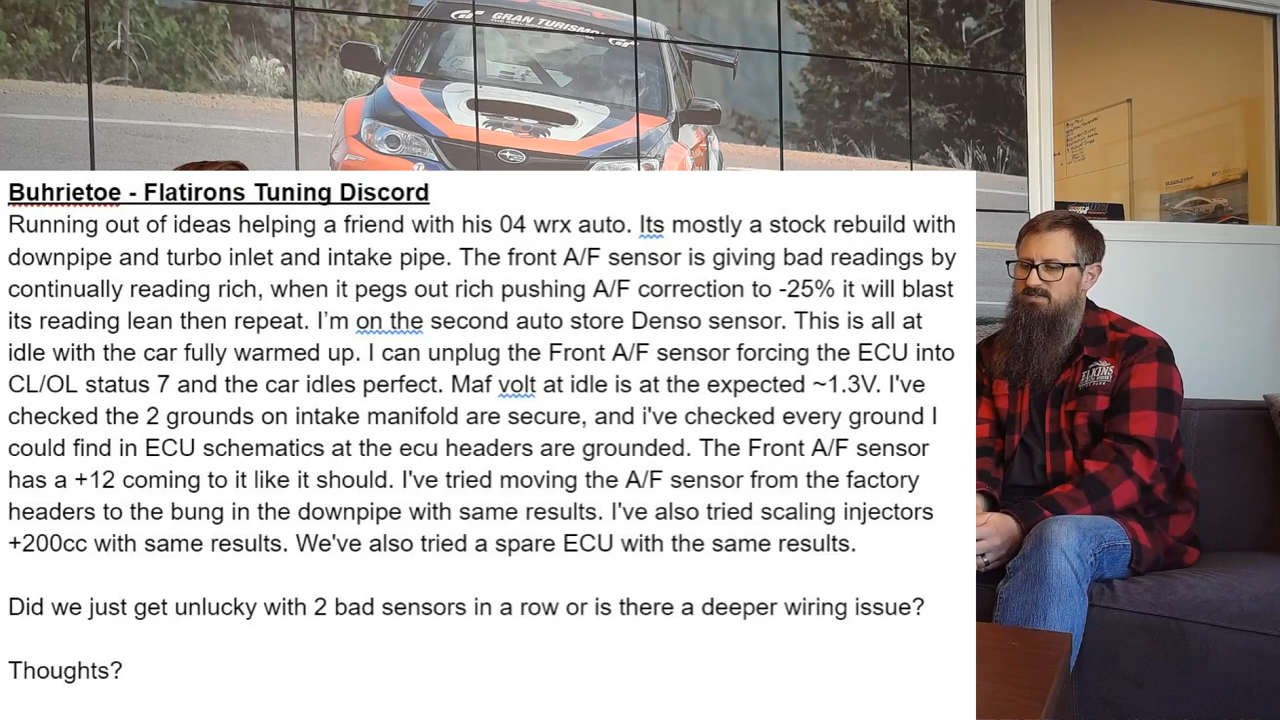 GRAN TURISMO
Buhrietoe - Flatirons Tuning Discord
Running out of ideas helping a friend with his 04 wrx auto. Its mostly a stock rebuild with
downpipe and turbo inlet and intake pipe. The front A/F sensor is giving bad readings by
continually reading rich, when it pegs out rich pushing A/F correction to -25% it will blast
its reading lean then repeat. I’m on the second auto store Denso sensor. This is all at
idle with the car fully warmed up. I can unplug the Front A/F sensor forcing the ECU into
CL/OL status 7 and the car idles perfect. Maf volt at idle is at the expected ~1.3V. I've
checked the 2 grounds on intake manifold are secure, and i've checked every ground I
could find in ECU schematics at the ecu headers are grounded. The Front A/F sensor
has a +12 coming to it like it should. I've tried moving the A/F sensor from the factory
headers to the bung in the downpipe with same results. I've also tried scaling injectors
+200cc with same results. We've also tried a spare ECU with the same results.
Did we just get unlucky with 2 bad sensors in a row or is there a deeper wiring issue?
Thoughts?